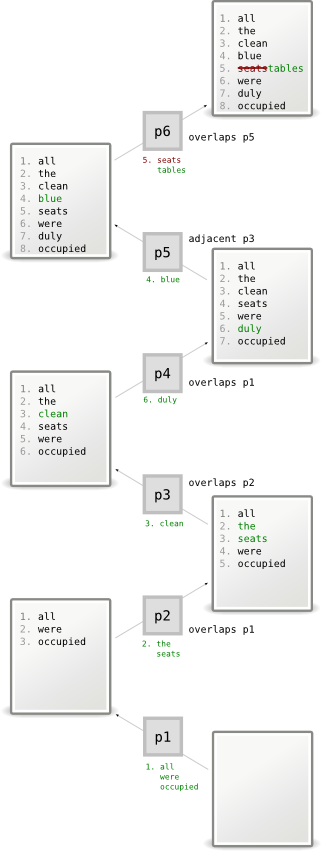 1. all
2. the
3. clean
4. blue
5. seatstables
6. were
7. duly
8. occupied
p6
overlaps p5
5. seats
tables
1. all
2. the
3. clean
4. blue
5. seats
6. were
7. duly
8. occupied
adjacent p3
p5
4. blue
1. all
2. the
3. clean
4. seats
5. were
6. duly
7. occupied
p4
overlaps p1
6. duly
1. all
2. the
3. clean
4. seats
5. were
6. occupied
overlaps p2
p3
3. clean
1. all
2. the
3. seats
4. were
5. occupied
p2
overlaps p1
2. the
seats
1. all
2. were
3. occupied
p1
1. all
were
occupied